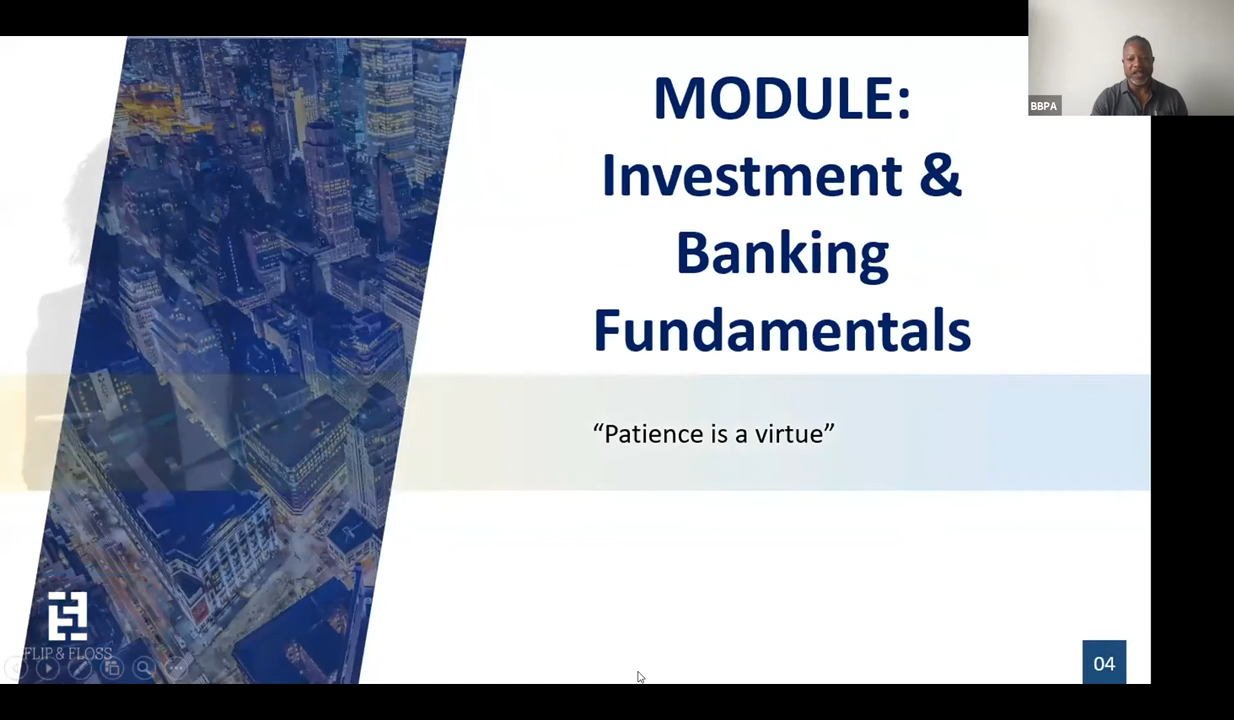 MODULE:
Investment &
Banking
Fundamentals
“Patience is a virtue”
BBPA
FLIP & FLOSS
04